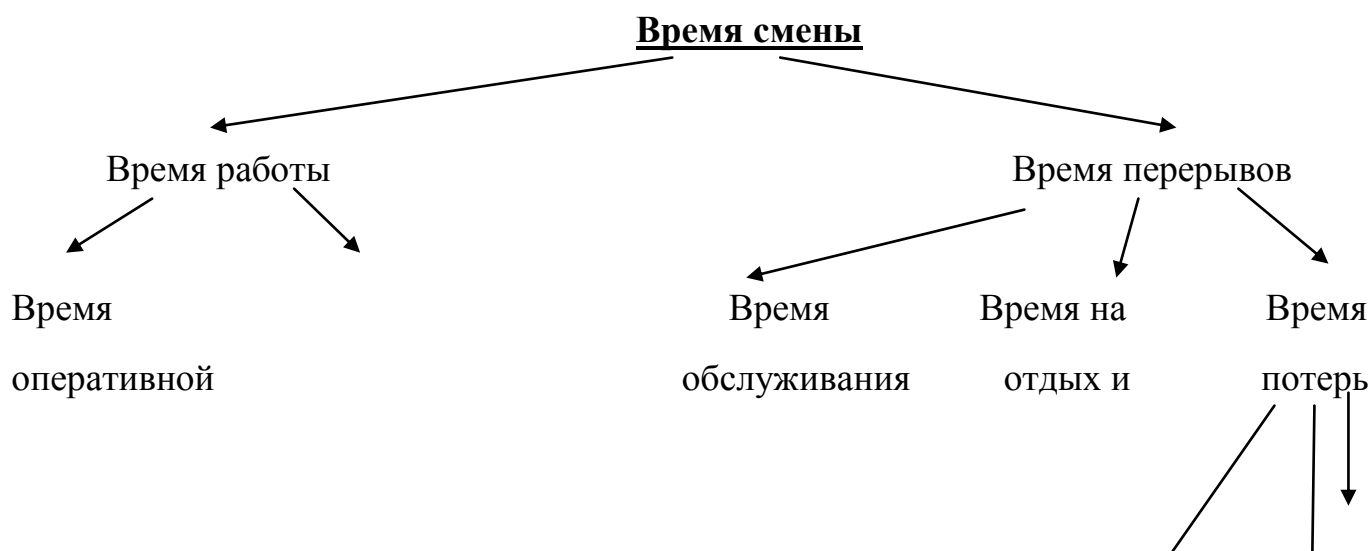 Время смены
Время работы Время перерывов
Время Время Время на Время
оперативной обслуживания отдых и потерь